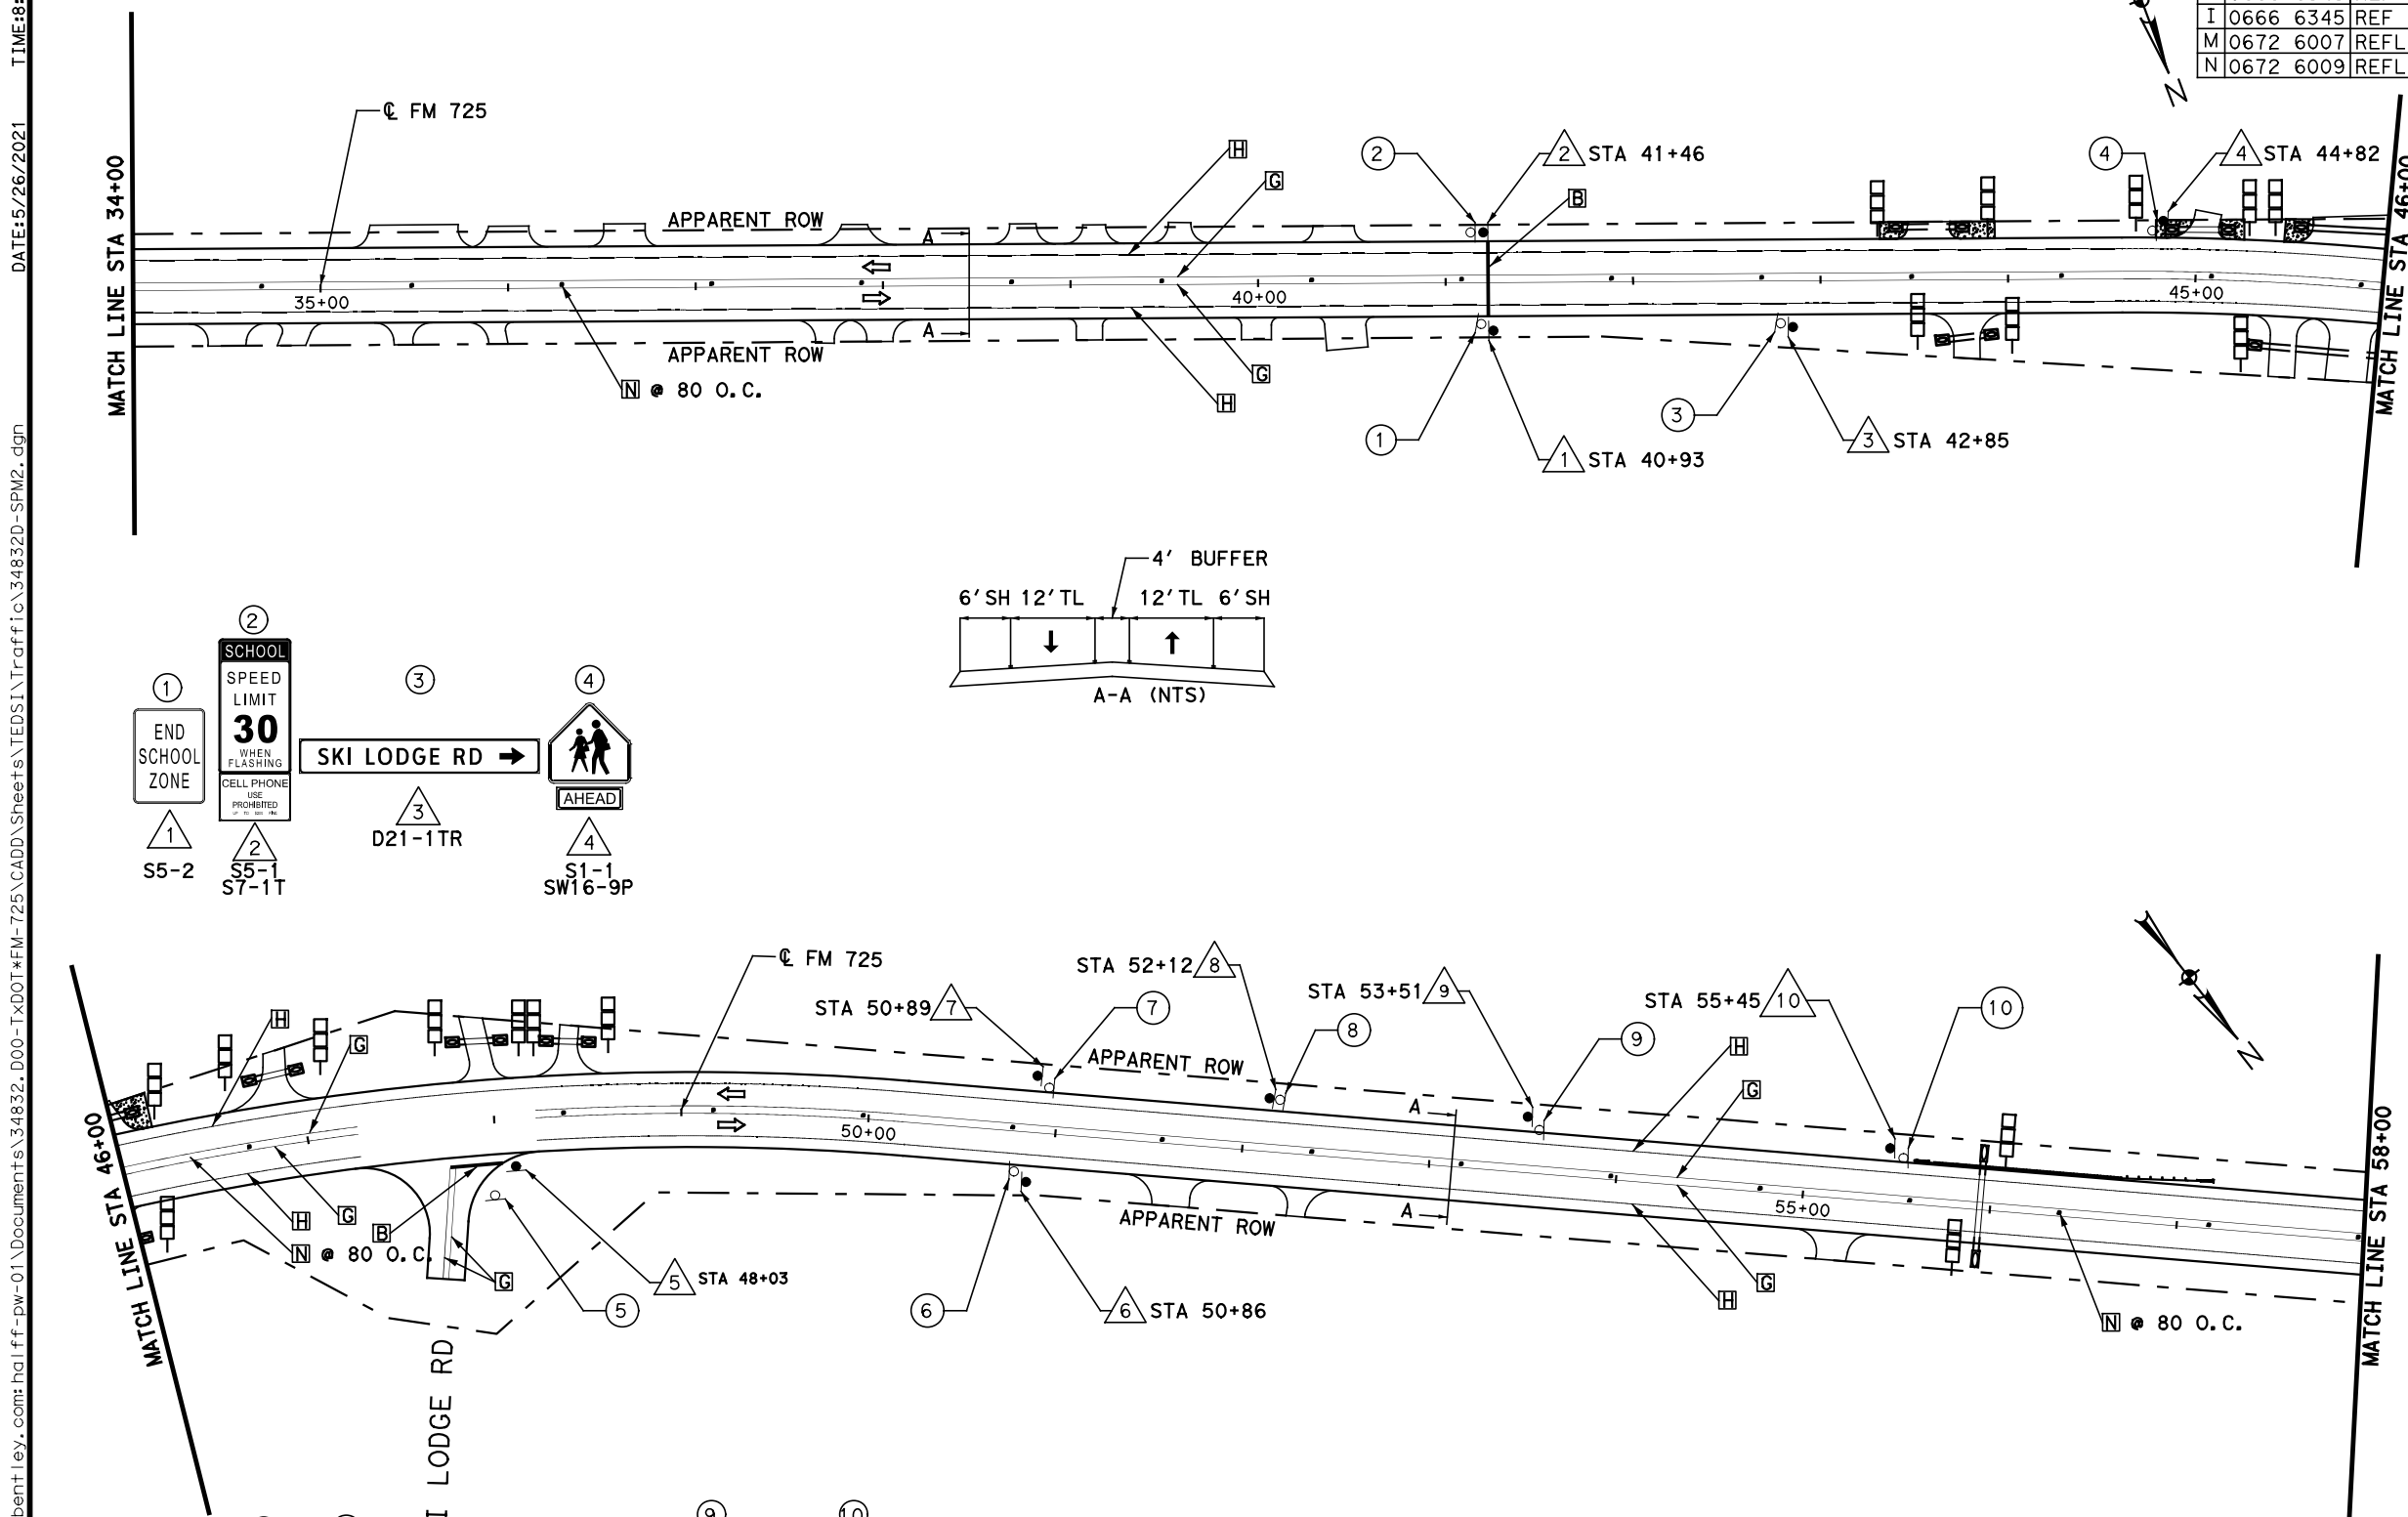 TIME:8:
DATE:5/26/2021
bentley.com:halff-pw-01\Documents\34832.D00-TxDOT*FM-725\CADD\Sheets\TEDSI\Traffic\34832D-SPM2.dgn
I 0666 6345 REF
M 0672 6007 REFL
N 0672 6009 REFL
N
MATCH LINE STA 34+00
℄ FM 725
H
G
2
2 STA 41+46
B
4
4 STA 44+82
MATCH LINE STA 46+00
APPARENT ROW
A
35+00
40+00
45+00
A
APPARENT ROW
N @ 80 O.C.
G
H
1
1 STA 40+93
3
3 STA 42+85
4' BUFFER
6'SH 12'TL 12'TL 6'SH
A-A (NTS)
1
END
SCHOOL
ZONE
1
S5-2
2
SCHOOL
SPEED
LIMIT
30
WHEN
FLASHING
CELL PHONE
USE
PROHIBITED
2
S5-1
S7-1T
3
SKI LODGE RD →
3
D21-1TR
4
AHEAD
4
S1-1
SW16-9P
N
MATCH LINE STA 46+00
H
G
℄ FM 725
STA 50+89 7
7
STA 52+12 8
8
STA 53+51 9
9
STA 55+45 10
10
H
G
APPARENT ROW
A
50+00
55+00
A
APPARENT ROW
H
G
B
N @ 80 O.C.
G
5 STA 48+03
5
6
6 STA 50+86
G
H
N @ 80 O.C.
MATCH LINE STA 58+00
I LODGE RD
9
10